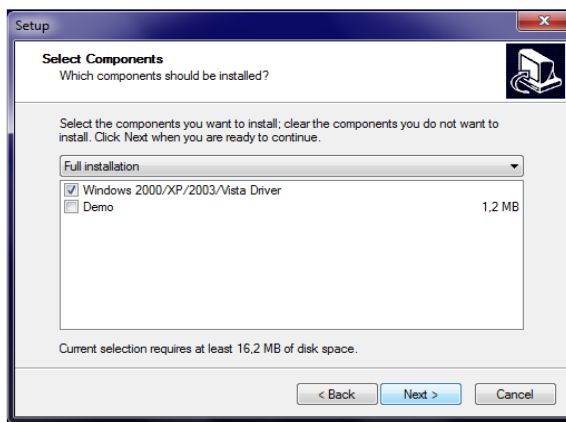 Setup
Select Components
Which components should be installed?
Select the components you want to install; clear the components you do not want to
install. Click Next when you are ready to continue.
Full installation
Windows 2000/XP/2003/Vista Driver
Demo 1,2 MB
Current selection requires at least 16,2 MB of disk space.
< Back Next > Cancel